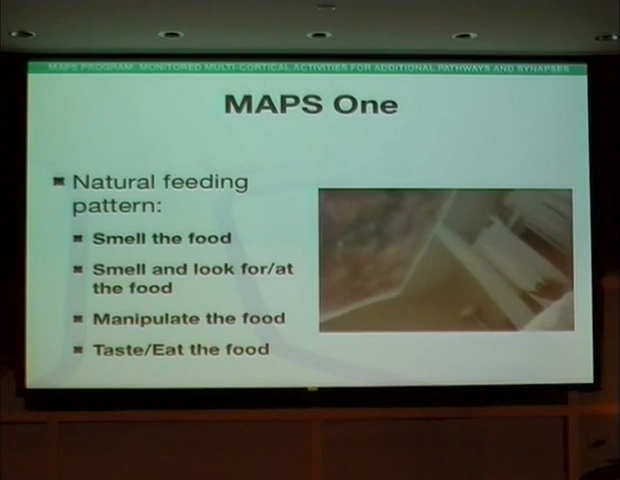 MAPS PROGRAM: MONITORED MULTI-CORTICAL ACTIVITIES FOR ADDITIONAL PATHWAYS AND SYNAPSES
MAPS One
Natural feeding
pattern:
Smell the food
Smell and look for/at
the food
Manipulate the food
Taste/Eat the food